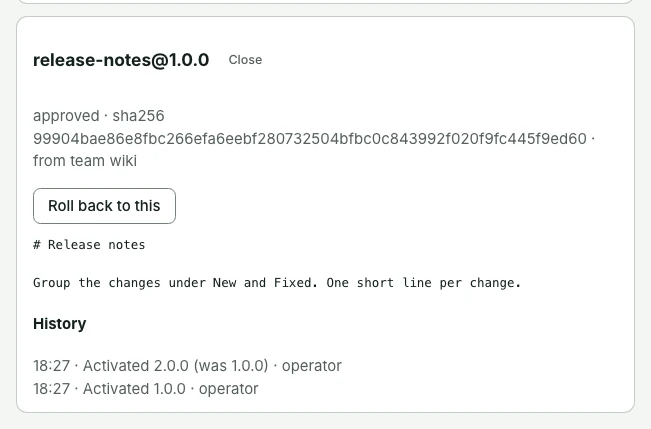 release-notes@1.0.0 Close
approved · sha256
99904bae86e8fbc266efa6eebf280732504bfbc0c843992f020f9fc445f9ed60 ·
from team wiki
Roll back to this
# Release notes
Group the changes under New and Fixed. One short line per change.
History
18:27 · Activated 2.0.0 (was 1.0.0) · operator
18:27 · Activated 1.0.0 · operator